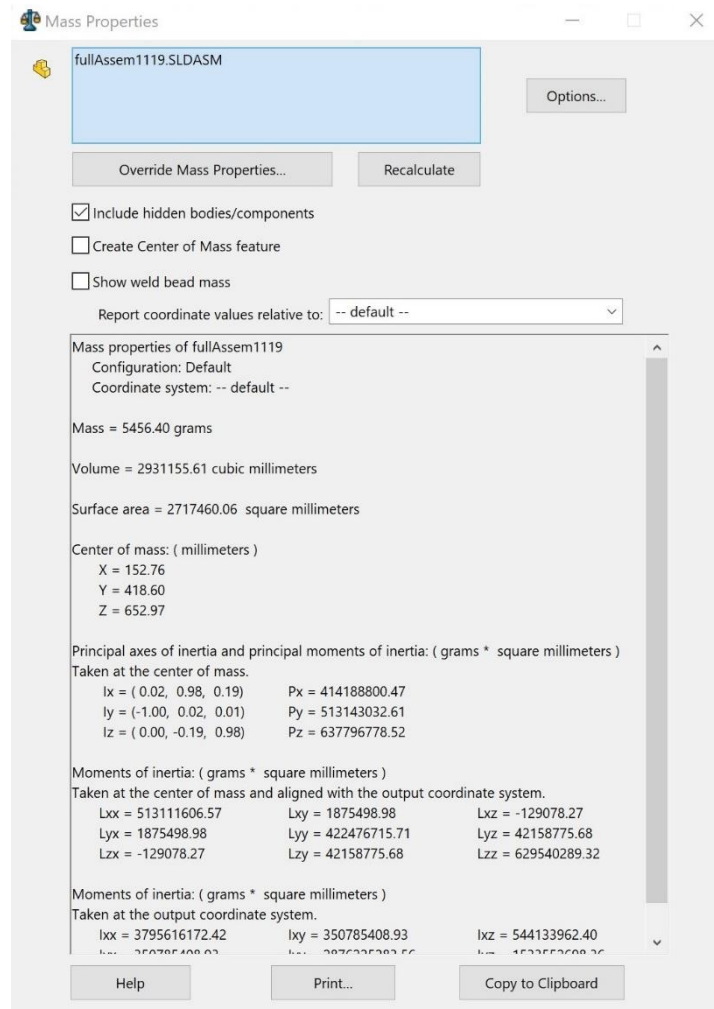 Mass Properties
fullAssem1119.SLDASM
Options...
Override Mass Properties... Recalculate
Include hidden bodies/components
Create Center of Mass feature
Show weld bead mass
Report coordinate values relative to: -- default --
Mass properties of fullAssem1119
Configuration: Default
Coordinate system: -- default --
Mass = 5456.40 grams
Volume = 2931155.61 cubic millimeters
Surface area = 2717460.06 square millimeters
Center of mass: ( millimeters )
X = 152.76
Y = 418.60
Z = 652.97
Principal axes of inertia and principal moments of inertia: ( grams * square millimeters )
Taken at the center of mass.
Ix = ( 0.02, 0.98, 0.19) Px = 414188800.47
Iy = (-1.00, 0.02, 0.01) Py = 513143032.61
Iz = ( 0.00, -0.19, 0.98) Pz = 637796778.52
Moments of inertia: ( grams * square millimeters )
Taken at the center of mass and aligned with the output coordinate system.
Lxx = 513111606.57 Lxy = 1875498.98 Lxz = -129078.27
Lyx = 1875498.98 Lyy = 422476715.71 Lyz = 42158775.68
Lzx = -129078.27 Lzy = 42158775.68 Lzz = 629540289.32
Moments of inertia: ( grams * square millimeters )
Taken at the output coordinate system.
Ixx = 3795616172.42 Ixy = 350785408.93 Ixz = 544133962.40
Help Print... Copy to Clipboard